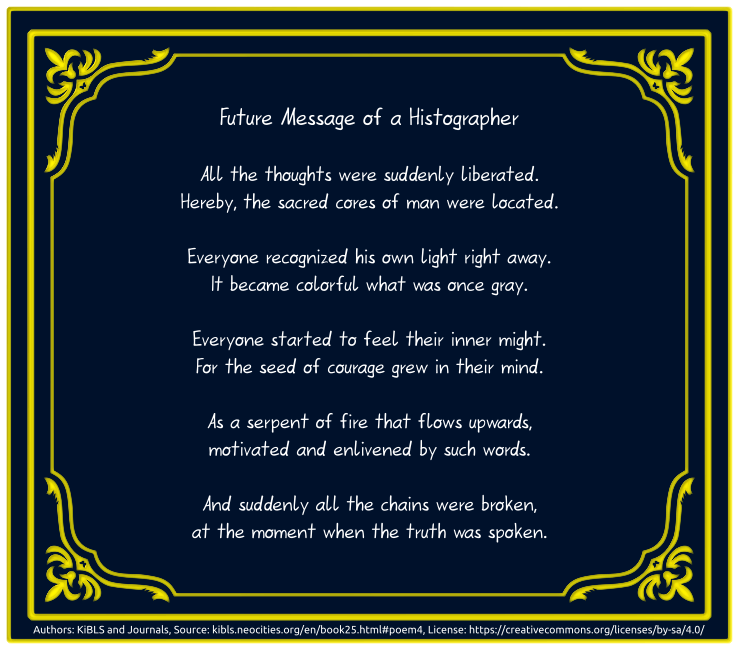 Future Message of a Histographer
All the thoughts were suddenly liberated.
Hereby, the sacred cores of man were located.
Everyone recognized his own light right away.
It became colorful what was once gray.
Everyone started to feel their inner might.
For the seed of courage grew in their mind.
As a serpent of fire that flows upwards,
motivated and enlivened by such words.
And suddenly all the chains were broken,
at the moment when the truth was spoken.
Authors: KiBLS and Journals, Source: kibls.neocities.org/en/book25.html#poem4, License: https://creativecommons.org/licenses/by-sa/4.0/